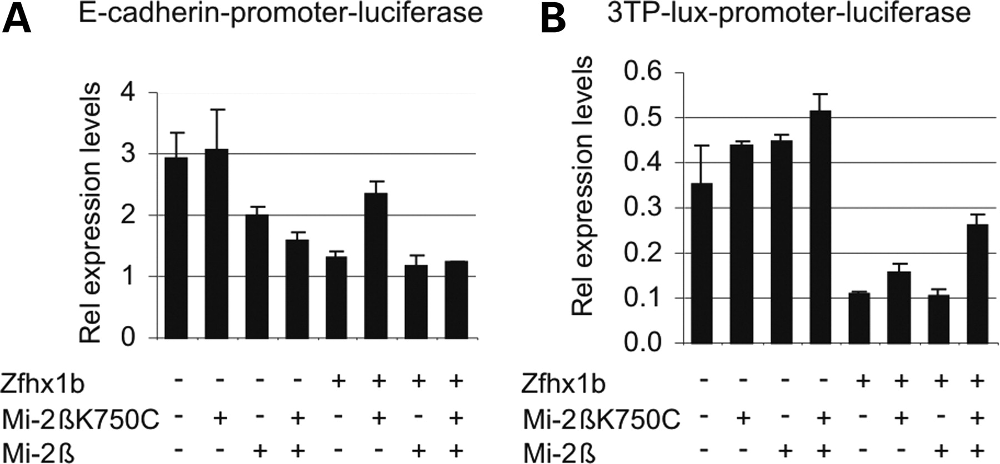 A
E-cadherin-promoter-luciferase
Rel expression levels
4
3
2
1
0
Zfhx1b - - - - + + + +
Mi-2ßK750C - + - + - + - +
Mi-2ß - - + + - - + +
B
3TP-lux-promoter-luciferase
Rel expression levels
0.6
0.5
0.4
0.3
0.2
0.1
0.0
Zfhx1b - - - - + + + +
Mi-2ßK750C - + - + - + - +
Mi-2ß - - + + - - + +